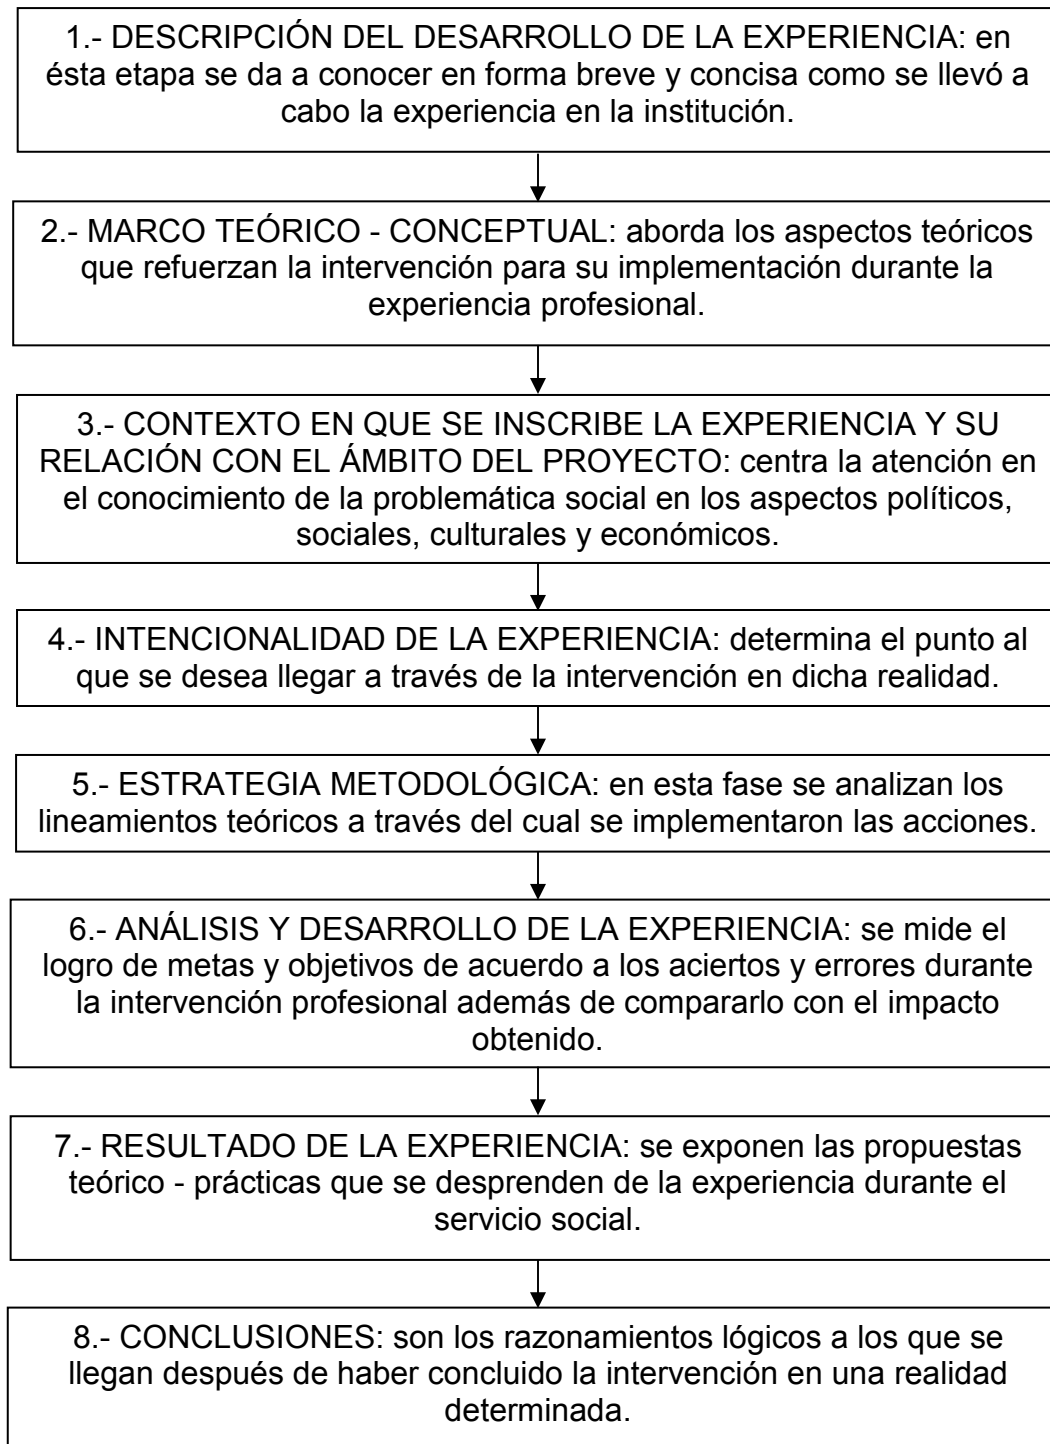 1.- DESCRIPCIÓN DEL DESARROLLO DE LA EXPERIENCIA: en
ésta etapa se da a conocer en forma breve y concisa como se llevó a
cabo la experiencia en la institución.
2.- MARCO TEÓRICO - CONCEPTUAL: aborda los aspectos teóricos
que refuerzan la intervención para su implementación durante la
experiencia profesional.
3.- CONTEXTO EN QUE SE INSCRIBE LA EXPERIENCIA Y SU
RELACIÓN CON EL ÁMBITO DEL PROYECTO: centra la atención en
el conocimiento de la problemática social en los aspectos políticos,
sociales, culturales y económicos.
4.- INTENCIONALIDAD DE LA EXPERIENCIA: determina el punto al
que se desea llegar a través de la intervención en dicha realidad.
5.- ESTRATEGIA METODOLÓGICA: en esta fase se analizan los
lineamientos teóricos a través del cual se implementaron las acciones.
6.- ANÁLISIS Y DESARROLLO DE LA EXPERIENCIA: se mide el
logro de metas y objetivos de acuerdo a los aciertos y errores durante
la intervención profesional además de compararlo con el impacto
obtenido.
7.- RESULTADO DE LA EXPERIENCIA: se exponen las propuestas
teórico - prácticas que se desprenden de la experiencia durante el
servicio social.
8.- CONCLUSIONES: son los razonamientos lógicos a los que se
llegan después de haber concluido la intervención en una realidad
determinada.